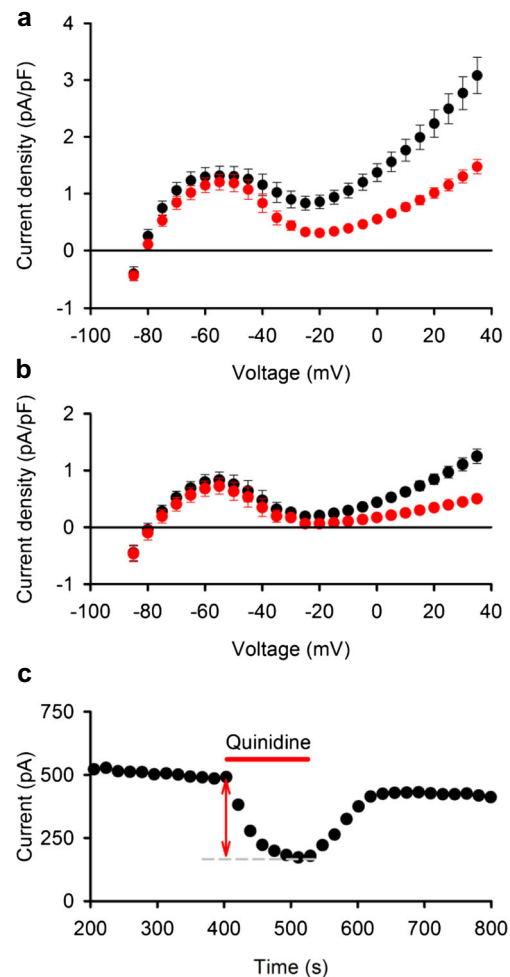 a
Current density (pA/pF)
4
3
2
1
0
-1
-100 -80 -60 -40 -20 0 20 40
Voltage (mV)
b
Current density (pA/pF)
2
1
0
-1
-100 -80 -60 -40 -20 0 20 40
Voltage (mV)
c
Current (pA)
750
500
250
0
Quinidine
200 300 400 500 600 700 800
Time (s)